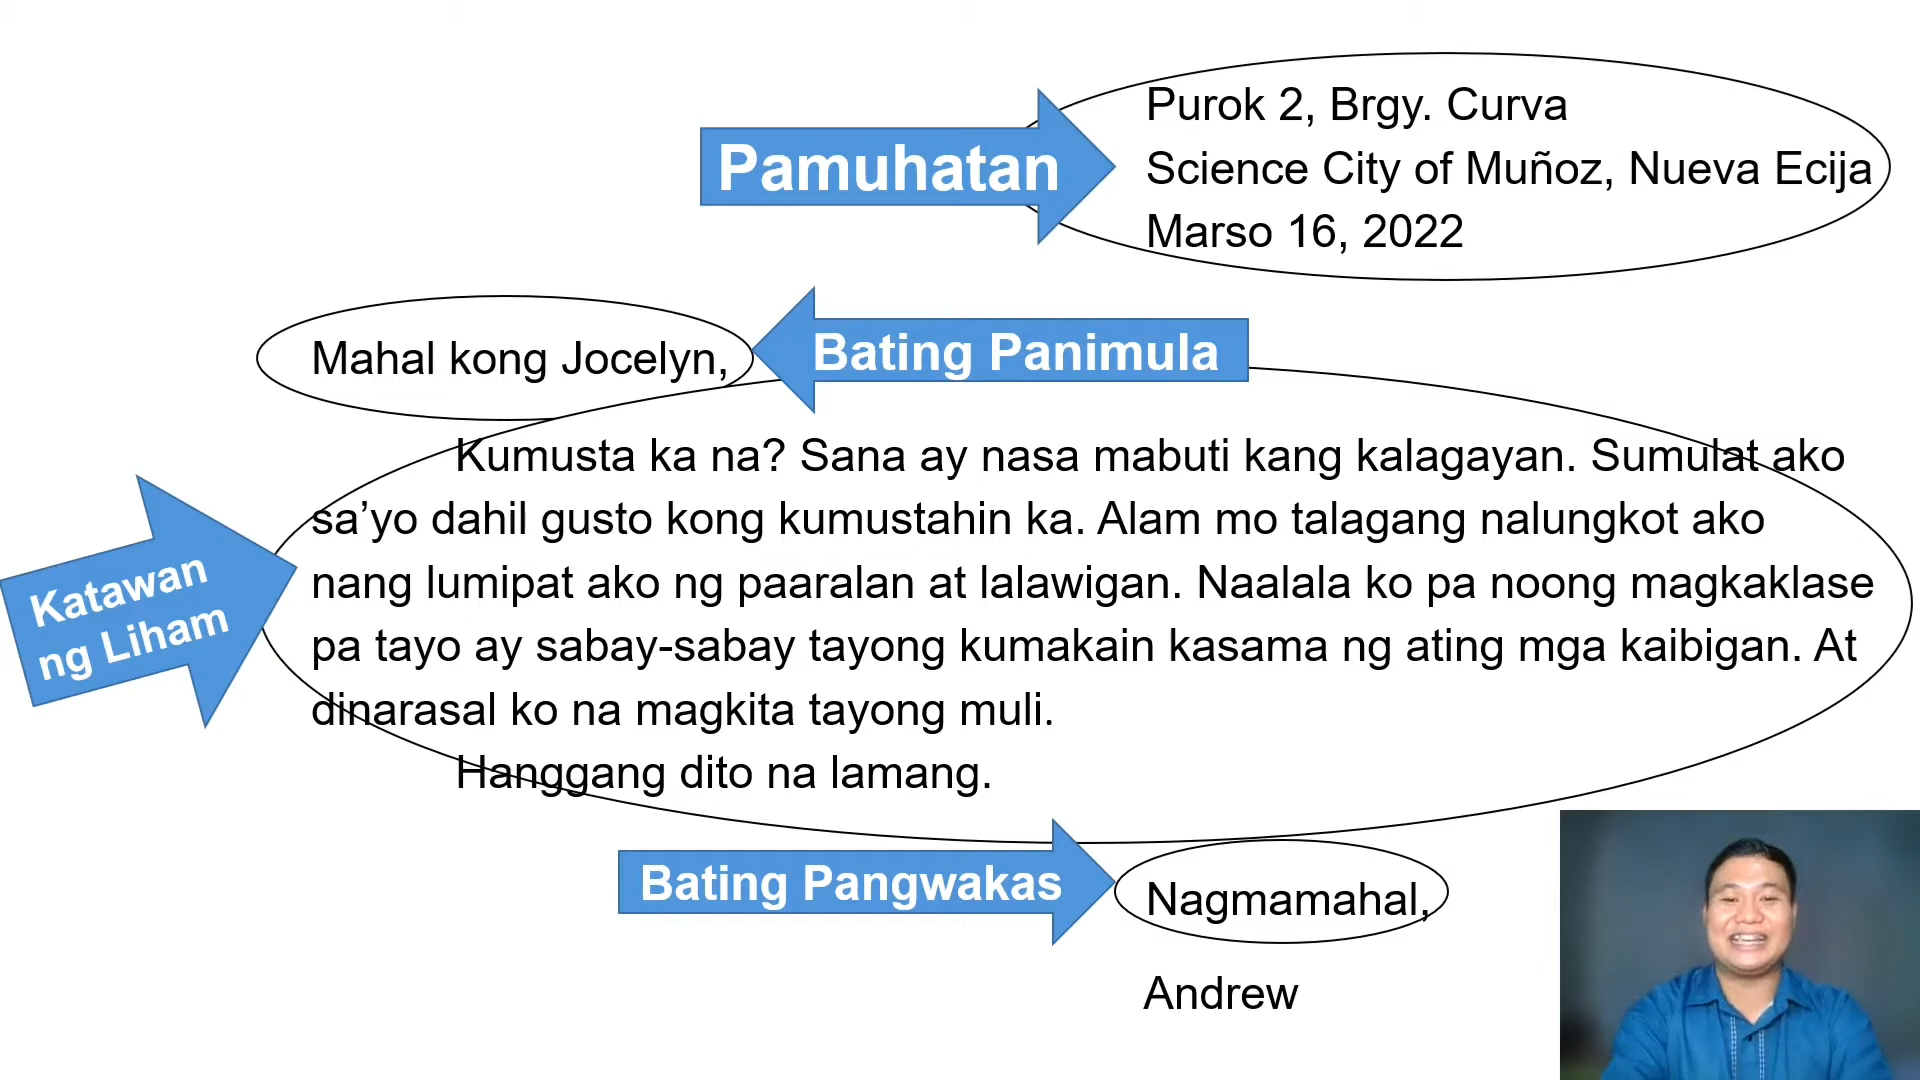 Pamuhatan
Purok 2, Brgy. Curva
Science City of Muñoz, Nueva Ecija
Marso 16, 2022
Mahal kong Jocelyn,
Bating Panimula
Katawan
ng Liham
Kumusta ka na? Sana ay nasa mabuti kang kalagayan. Sumulat ako
sa’yo dahil gusto kong kumustahin ka. Alam mo talagang nalungkot ako
nang lumipat ako ng paaralan at lalawigan. Naalala ko pa noong magkaklase
pa tayo ay sabay-sabay tayong kumakain kasama ng ating mga kaibigan. At
dinarasal ko na magkita tayong muli.
Hanggang dito na lamang.
Bating Pangwakas
Nagmamahal,
Andrew